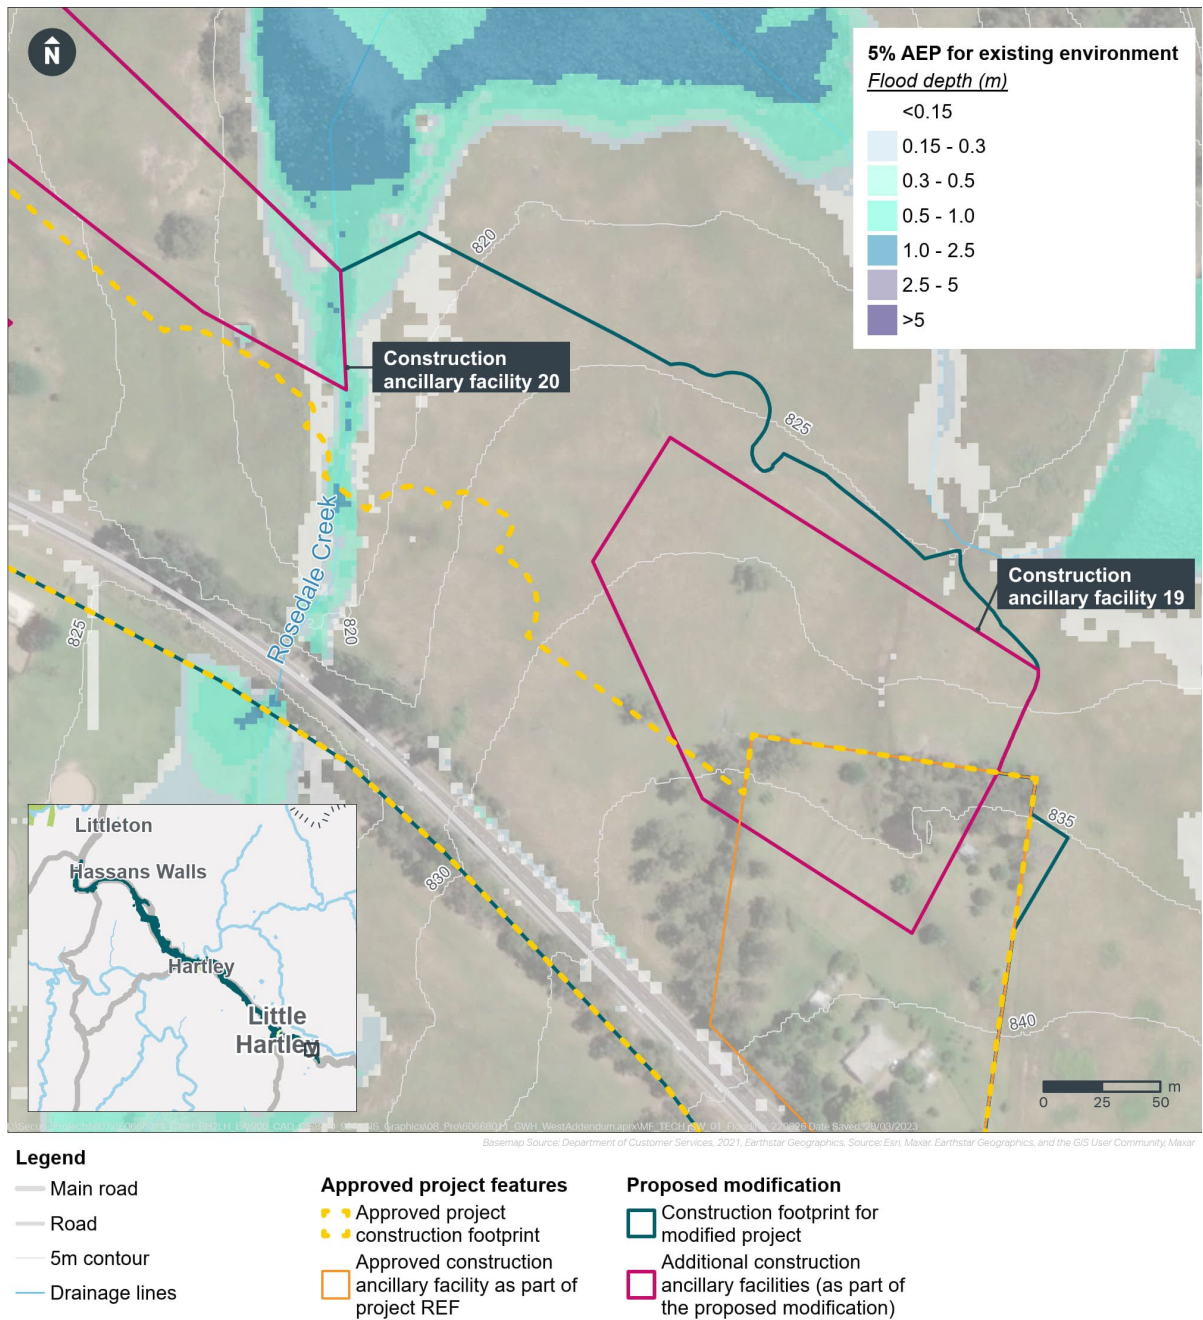 N
5% AEP for existing environment
Flood depth (m)
<0.15
0.15 - 0.3
0.3 - 0.5
0.5 - 1.0
1.0 - 2.5
2.5 - 5
>5
820
Construction
ancillary facility 20
825
Construction
ancillary facility 19
Rosedale Creek
825
820
835
830
840
Littleton
Hassans Walls
Hartley
Little
Hartley
m
0 25 50
Basemap Source: Department of Customer Services, 2021, Earthstar Geographics, Source: Esri, Maxar, Earthstar Geographics, and the GIS User Community, Maxar
Legend
Main road
Road
5m contour
Drainage lines
Approved project features
Approved project
construction footprint
Approved construction
ancillary facility as part of
project REF
Proposed modification
Construction footprint for
modified project
Additional construction
ancillary facilities (as part of
the proposed modification)